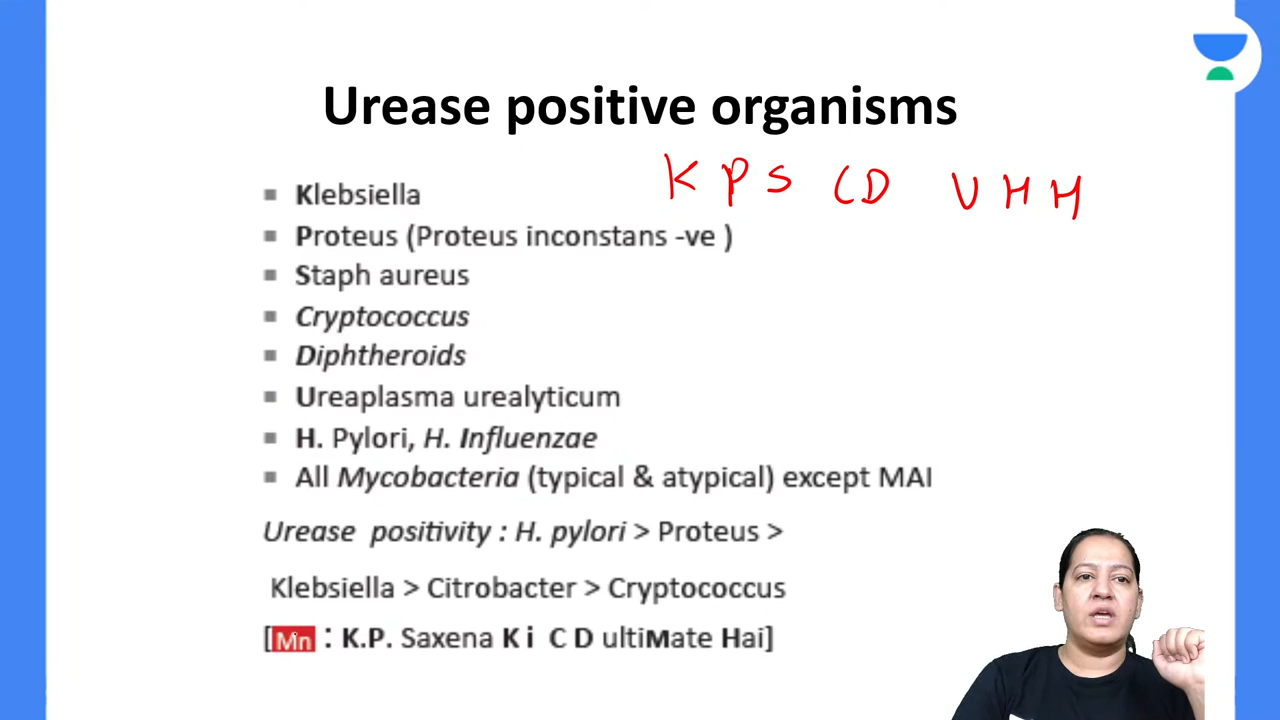 Urease positive organisms
K P S CD U H M
▪ Klebsiella
▪ Proteus (Proteus inconstans -ve )
▪ Staph aureus
▪ Cryptococcus
▪ Diphtheroids
▪ Ureaplasma urealyticum
▪ H. Pylori, H. Influenzae
▪ All Mycobacteria (typical & atypical) except MAI
Urease positivity : H. pylori > Proteus >
Klebsiella > Citrobacter > Cryptococcus
[Mn : K.P. Saxena K i C D ultiMate Hai]